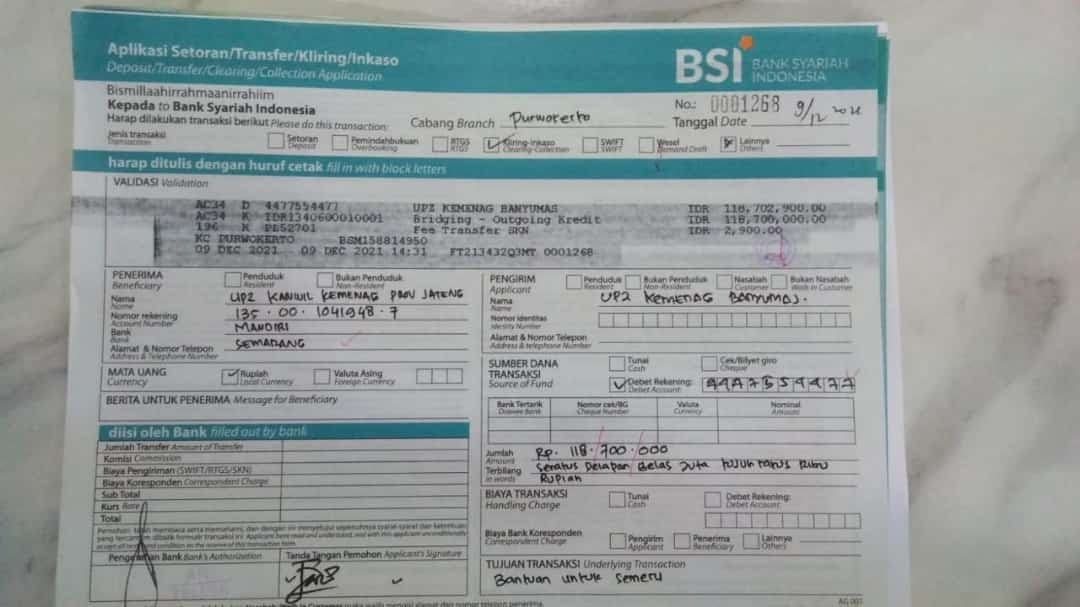 Aplikasi Setoran/Transfer/Kliring/Inkaso
Deposit/Transfer/Clearing/Collection Application
BSI BANK SYARIAH INDONESIA
Bismillaahirrahmaanirrahiim
Kepada to Bank Syariah Indonesia
Harap dilakukan transaksi berikut Please do this transaction:
Cabang Branch Purwokerto
No.: 0001268
Tanggal Date 9/12 2021
Jenis transaksi Transaction
Setoran Deposit
Pemindahbukuan Overbooking
RTGS RTGS
Kliring-Inkaso Clearing-Collection
SWIFT SWIFT
Wesel Demand Draft
Lainnya Others
harap ditulis dengan huruf cetak fill in with block letters
VALIDASI Validation
AC34 D 4477554477 UPZ KEMENAG BANYUMAS IDR 118,702,900.00
AC34 K IDR1340600010001 Bridging - Outgoing Kredit IDR 118,700,000.00
196 K PL52701 Fee Transfer SKN IDR 2,900.00
KC PURWOKERTO BSM158814950
09 DEC 2021 09 DEC 2021 14:31 FT21343Z03MT 0001268
PENERIMA Beneficiary
Penduduk Resident
Bukan Penduduk Non-Resident
Nama Name UPZ KANWIL KEMENAG PROV JATENG
Nomor rekening Account Number 135.00.1041948.7
Bank Bank MANDIRI
Alamat & Nomor Telepon Address & Telephone Number SEMARANG
MATA UANG Currency
Rupiah Local Currency
Valuta Asing Foreign Currency
BERITA UNTUK PENERIMA Message for Beneficiary
diisi oleh Bank filled out by bank
Jumlah Transfer Amount of Transfer
Komisi Commission
Biaya Pengiriman (SWIFT/RTGS/SKN)
Biaya Koresponden Correspondent Charge
Sub Total
Kurs Rate
Total
Pengesahan Bank Bank's Authorization
Tanda Tangan Pemohon Applicant's Signature
PENGIRIM Applicant
Penduduk Resident
Bukan Penduduk Non-Resident
Nasabah Customer
Bukan Nasabah Walk In Customer
Nama Name UPZ KEMENAG BANYUMAS.
Nomor Identitas Identity Number
Alamat & Nomor Telepon Address & telephone Number
SUMBER DANA TRANSAKSI Source of Fund
Tunai Cash
Cek/Bilyet giro Cheque
Debet Rekening: Debet Account: 4477554477
Bank Tertarik Drawee Bank
Nomor cek/BG Cheque Number
Valuta Currency
Nominal Amount
Jumlah Amount Rp. 118.700.000
Terbilang in words Seratus Delapan Belas Juta tujuh ratus Ribu
Rupiah
BIAYA TRANSAKSI Handling Charge
Tunai Cash
Debet Rekening: Debet Account:
Biaya Bank Koresponden Correspondent Charge
Pengirim Applicant
Penerima Beneficiary
Lainnya Others
TUJUAN TRANSAKSI Underlying Transaction
Bantuan untuk semeru
AG 001